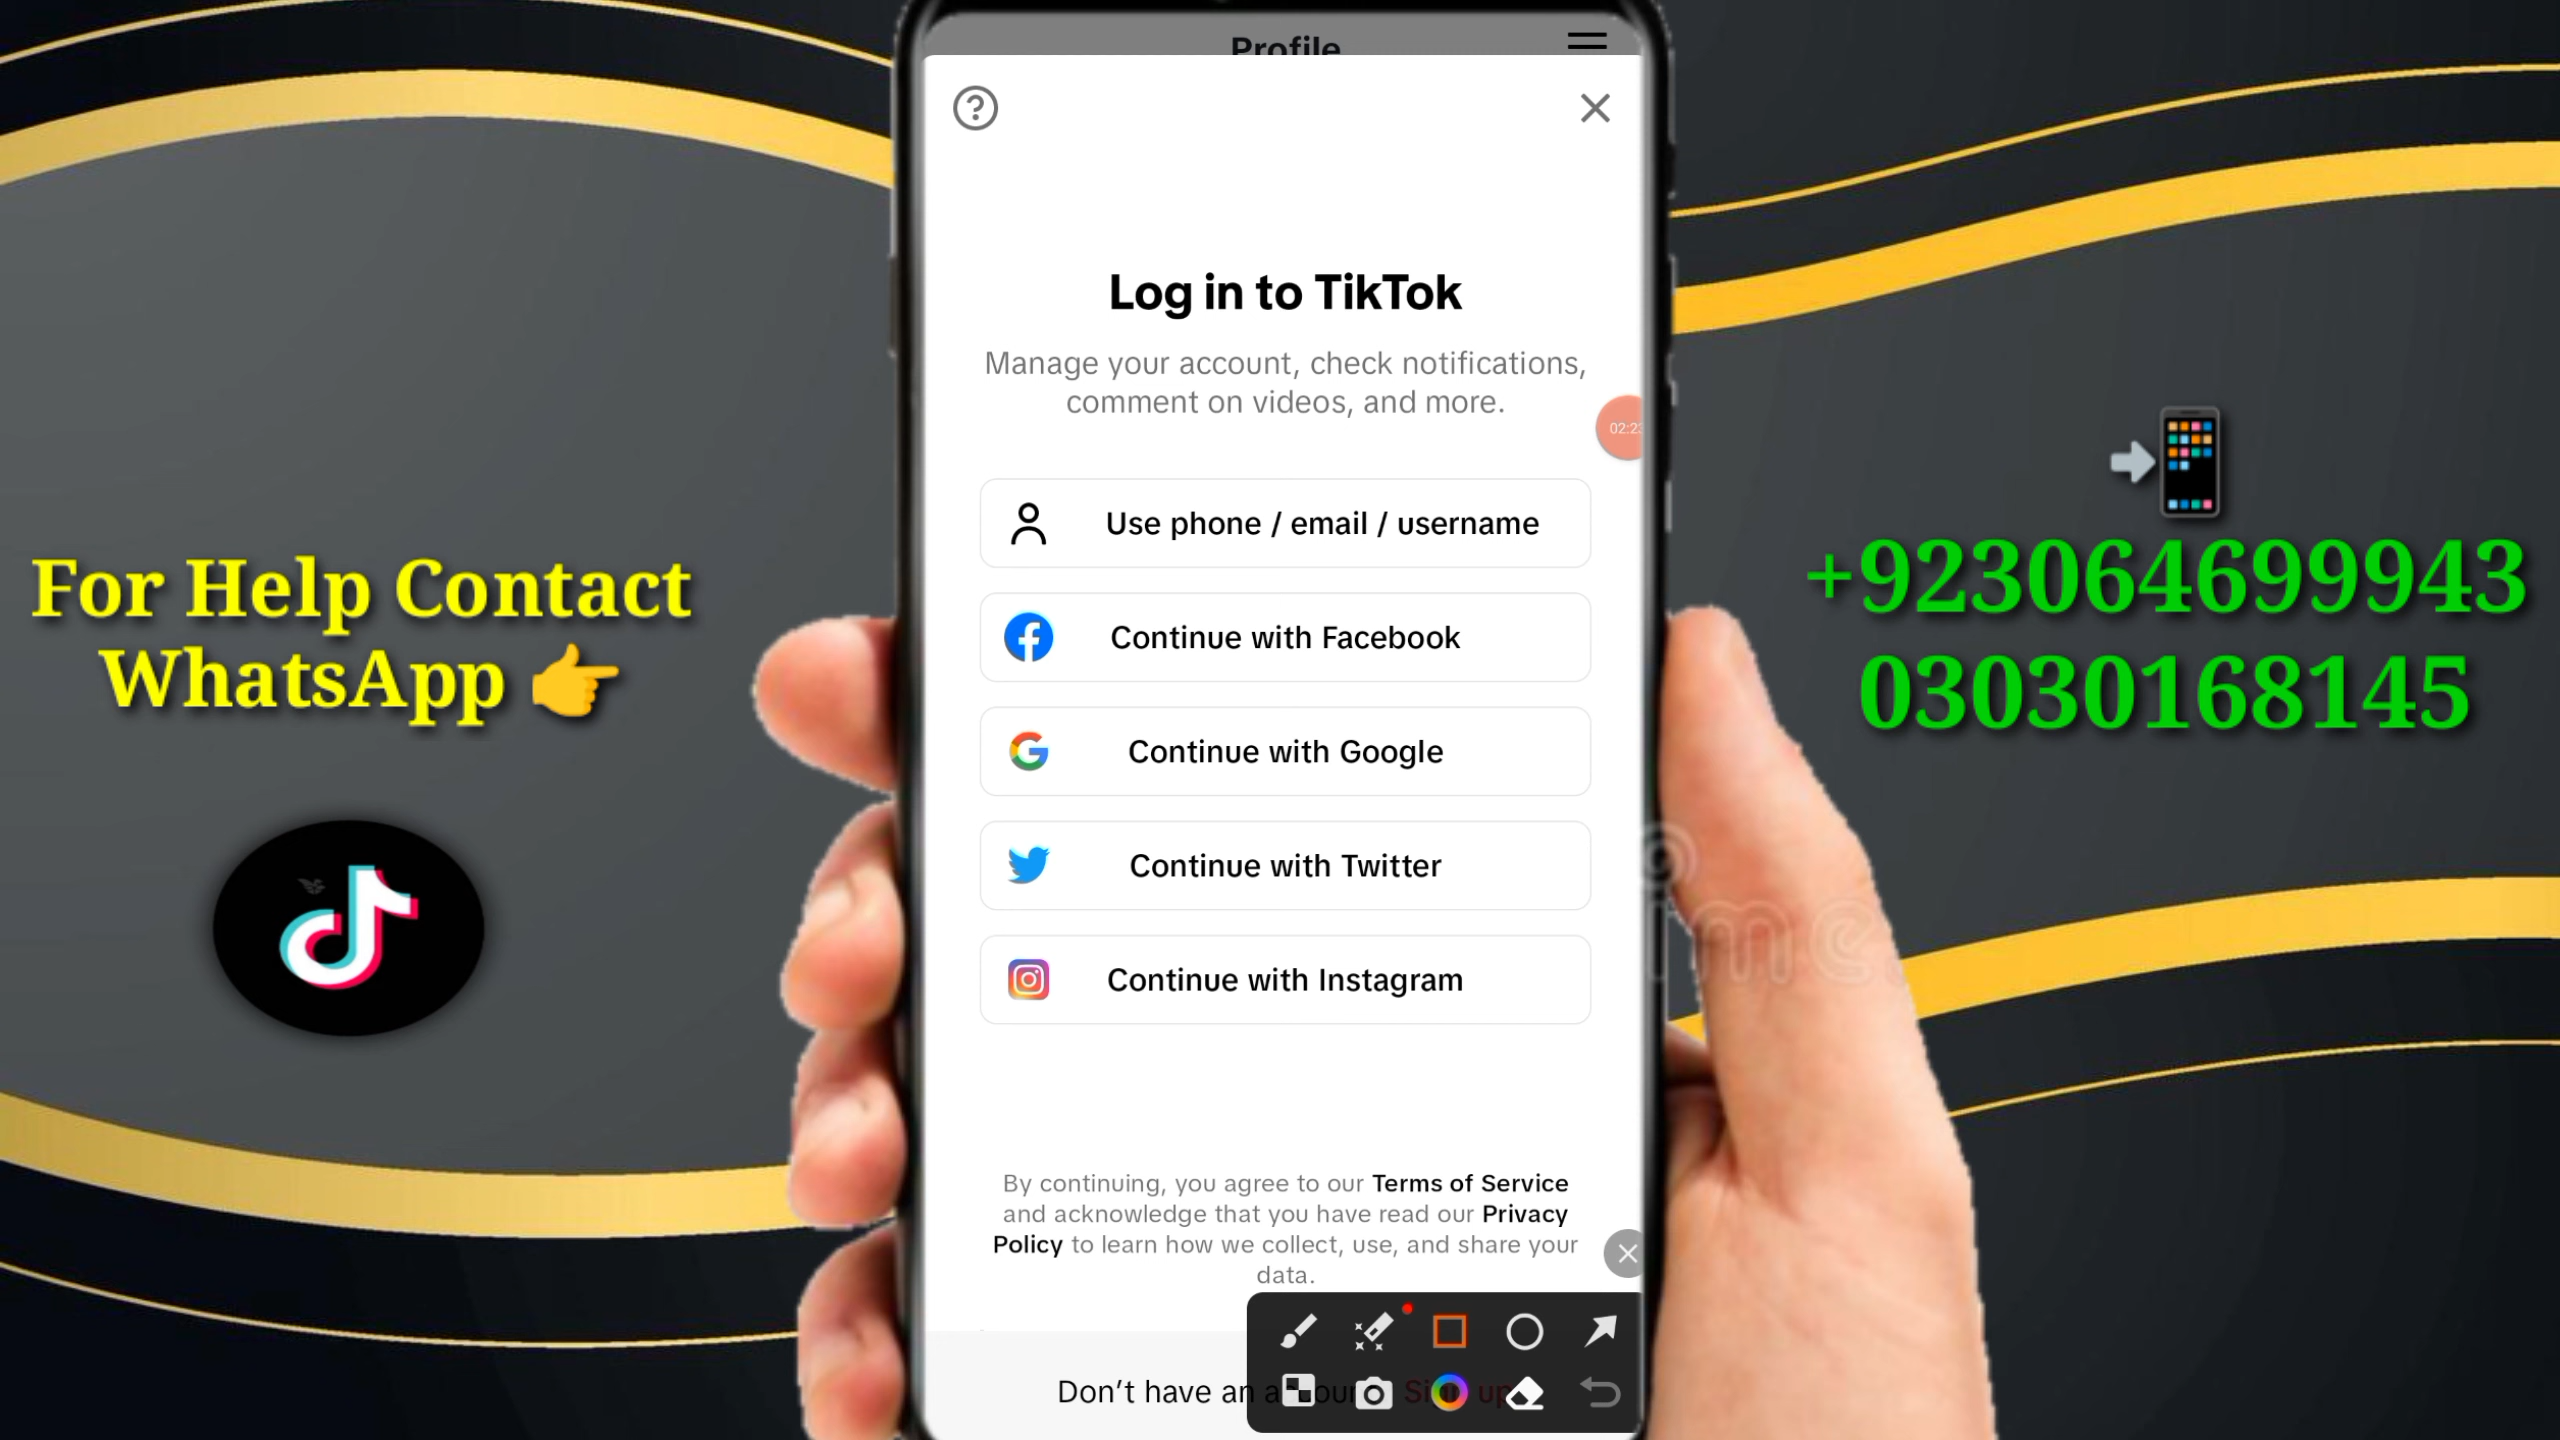 Profile
Log in to TikTok
Manage your account, check notifications,
comment on videos, and more.
Use phone / email / username
Continue with Facebook
Continue with Google
Continue with Twitter
Continue with Instagram
By continuing, you agree to our Terms of Service
and acknowledge that you have read our Privacy
Policy to learn how we collect, use, and share your
data.
Don't have an
For Help Contact
WhatsApp 👉
+923064699943
03030168145